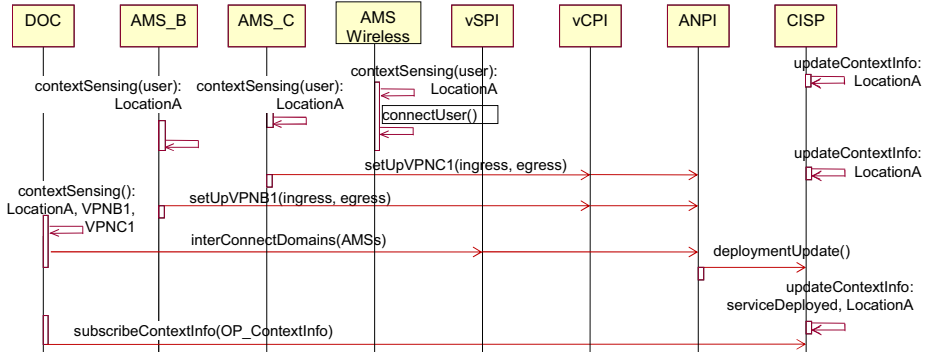 DOC
AMS_B
AMS_C
AMS
Wireless
vSPI
vCPI
ANPI
CISP
updateContextInfo:
LocationA
contextSensing(user):
LocationA
contextSensing(user):
LocationA
contextSensing(user):
LocationA
connectUser()
updateContextInfo:
LocationA
setUpVPNC1(ingress, egress)
contextSensing():
LocationA, VPNB1,
VPNC1
setUpVPNB1(ingress, egress)
interConnectDomains(AMSs)
deploymentUpdate()
updateContextInfo:
serviceDeployed, LocationA
subscribeContextInfo(OP_ContextInfo)